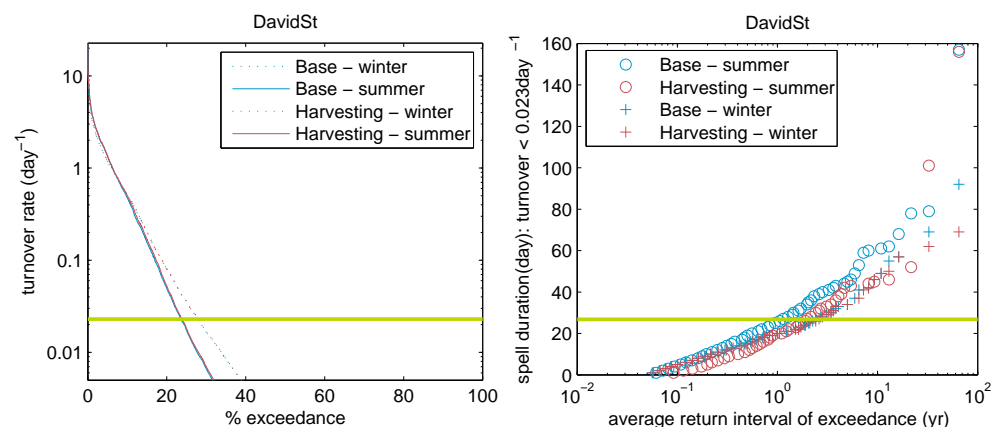 DavidSt
turnover rate (day⁻¹)
10
1
0.1
0.01
0
20
40
60
80
100
% exceedance
Base – winter
Base – summer
Harvesting – winter
Harvesting – summer
DavidSt
spell duration(day): turnover < 0.023day⁻¹
160
140
120
100
80
60
40
20
0
10⁻²
10⁻¹
10⁰
10¹
10²
average return interval of exceedance (yr)
Base – summer
Harvesting – summer
Base – winter
Harvesting – winter